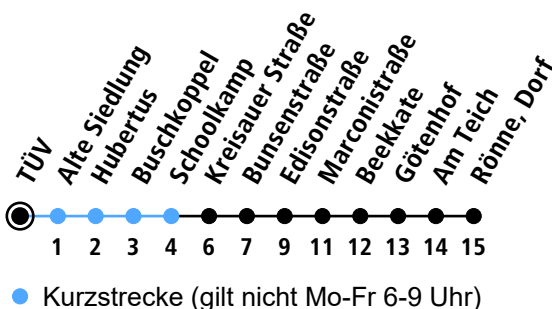 TÜV
Alte Siedlung
Hubertus
Buschkoppel
Schoolkamp
Kreisauer Straße
Bunsenstraße
Edisonstraße
Marconistraße
Beekkate
Götenhof
Am Teich
Rönne, Dorf
1 2 3 4 6 7 9 11 12 13 14 15
Kurzstrecke (gilt nicht Mo-Fr 6-9 Uhr)